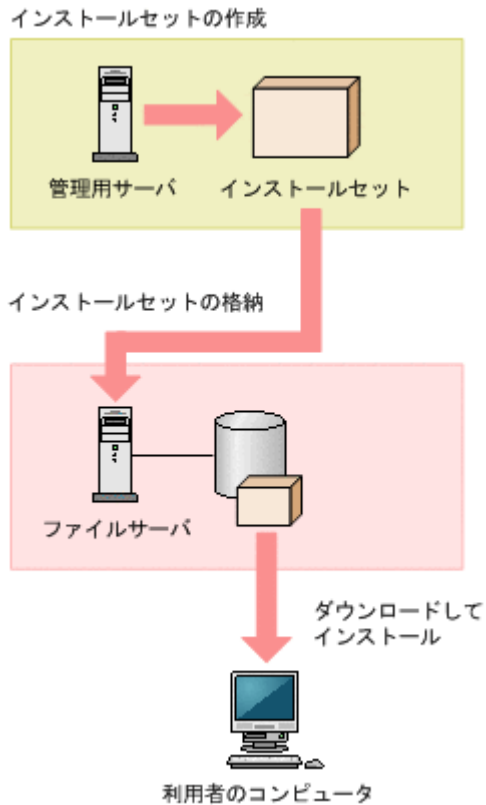 インストールセットの作成
管理用サーバ
インストールセット
インストールセットの格納
ファイルサーバ
ダウンロードして
インストール
利用者のコンピュータ